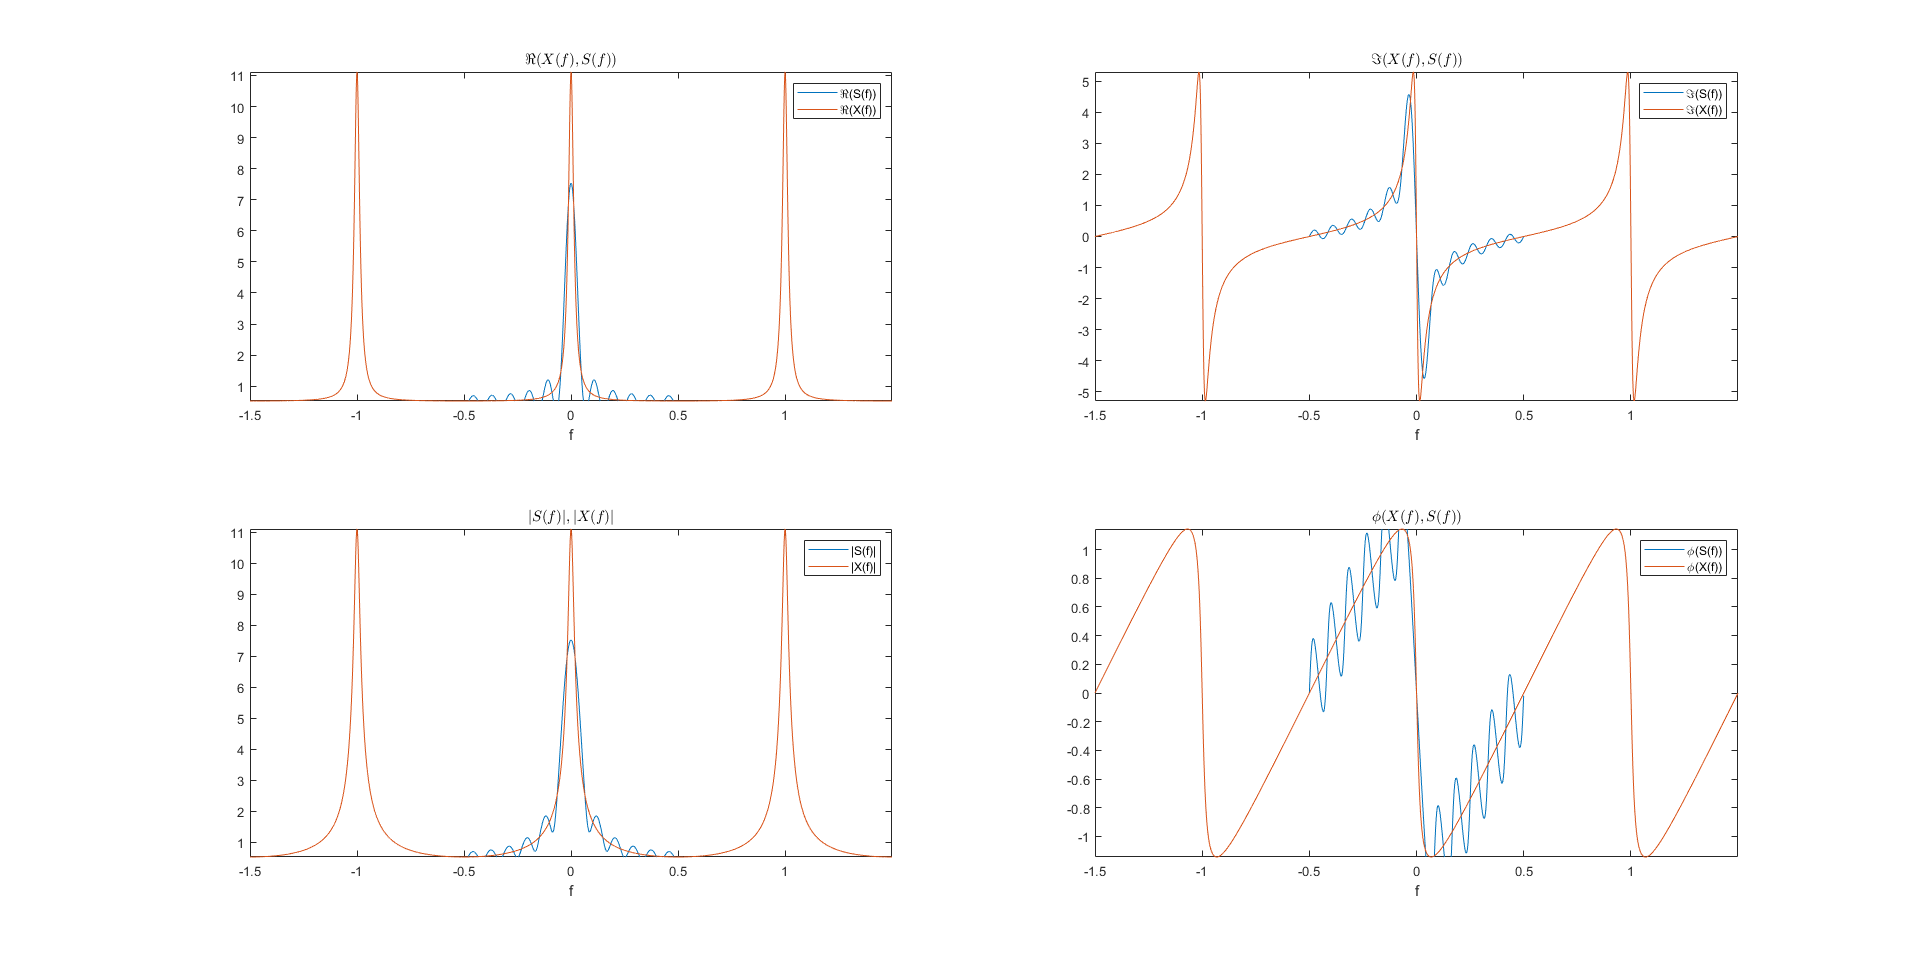 ℜ(X(f), S(f))
11
10
9
8
7
6
5
4
3
2
1
-1.5 -1 -0.5 0 0.5 1
f
ℜ(S(f))
ℜ(X(f))
ℑ(X(f), S(f))
5
4
3
2
1
0
-1
-2
-3
-4
-5
-1.5 -1 -0.5 0 0.5 1
f
ℑ(S(f))
ℑ(X(f))
|S(f)|, |X(f)|
11
10
9
8
7
6
5
4
3
2
1
-1.5 -1 -0.5 0 0.5 1
f
|S(f)|
|X(f)|
ϕ(X(f), S(f))
1
0.8
0.6
0.4
0.2
0
-0.2
-0.4
-0.6
-0.8
-1
-1.5 -1 -0.5 0 0.5 1
f
ϕ(S(f))
ϕ(X(f))